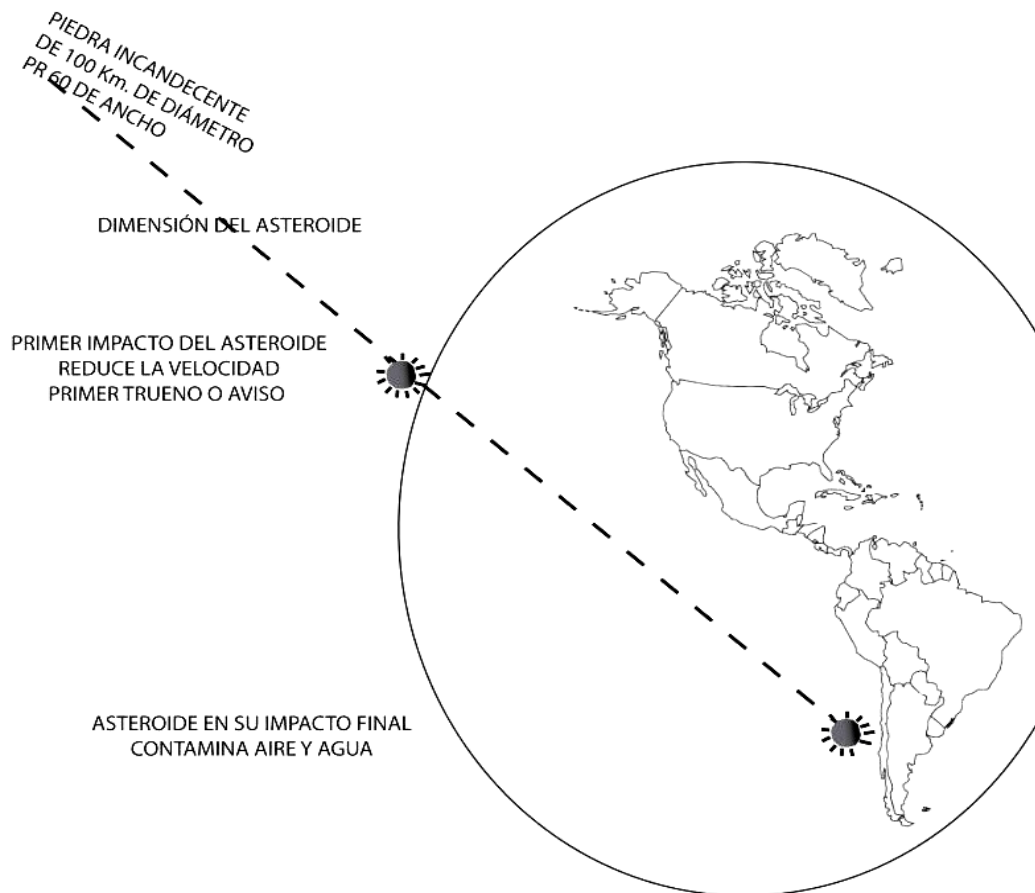 PIEDRA INCANDECENTE
DE 100 Km. DE DIÁMETRO
PR 60 DE ANCHO
DIMENSIÓN DEL ASTEROIDE
PRIMER IMPACTO DEL ASTEROIDE
REDUCE LA VELOCIDAD
PRIMER TRUENO O AVISO
ASTEROIDE EN SU IMPACTO FINAL
CONTAMINA AIRE Y AGUA